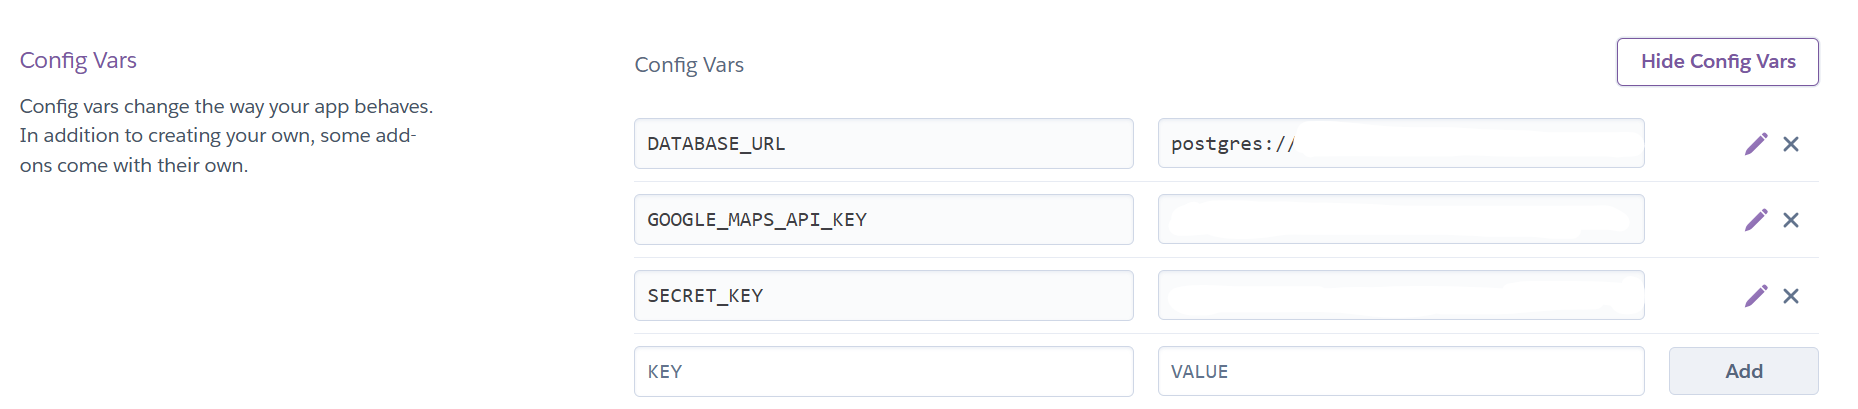 Config Vars
Config vars change the way your app behaves.
In addition to creating your own, some add-
ons come with their own.
Config Vars
Hide Config Vars
DATABASE_URL
postgres://
GOOGLE_MAPS_API_KEY
SECRET_KEY
KEY
VALUE
Add